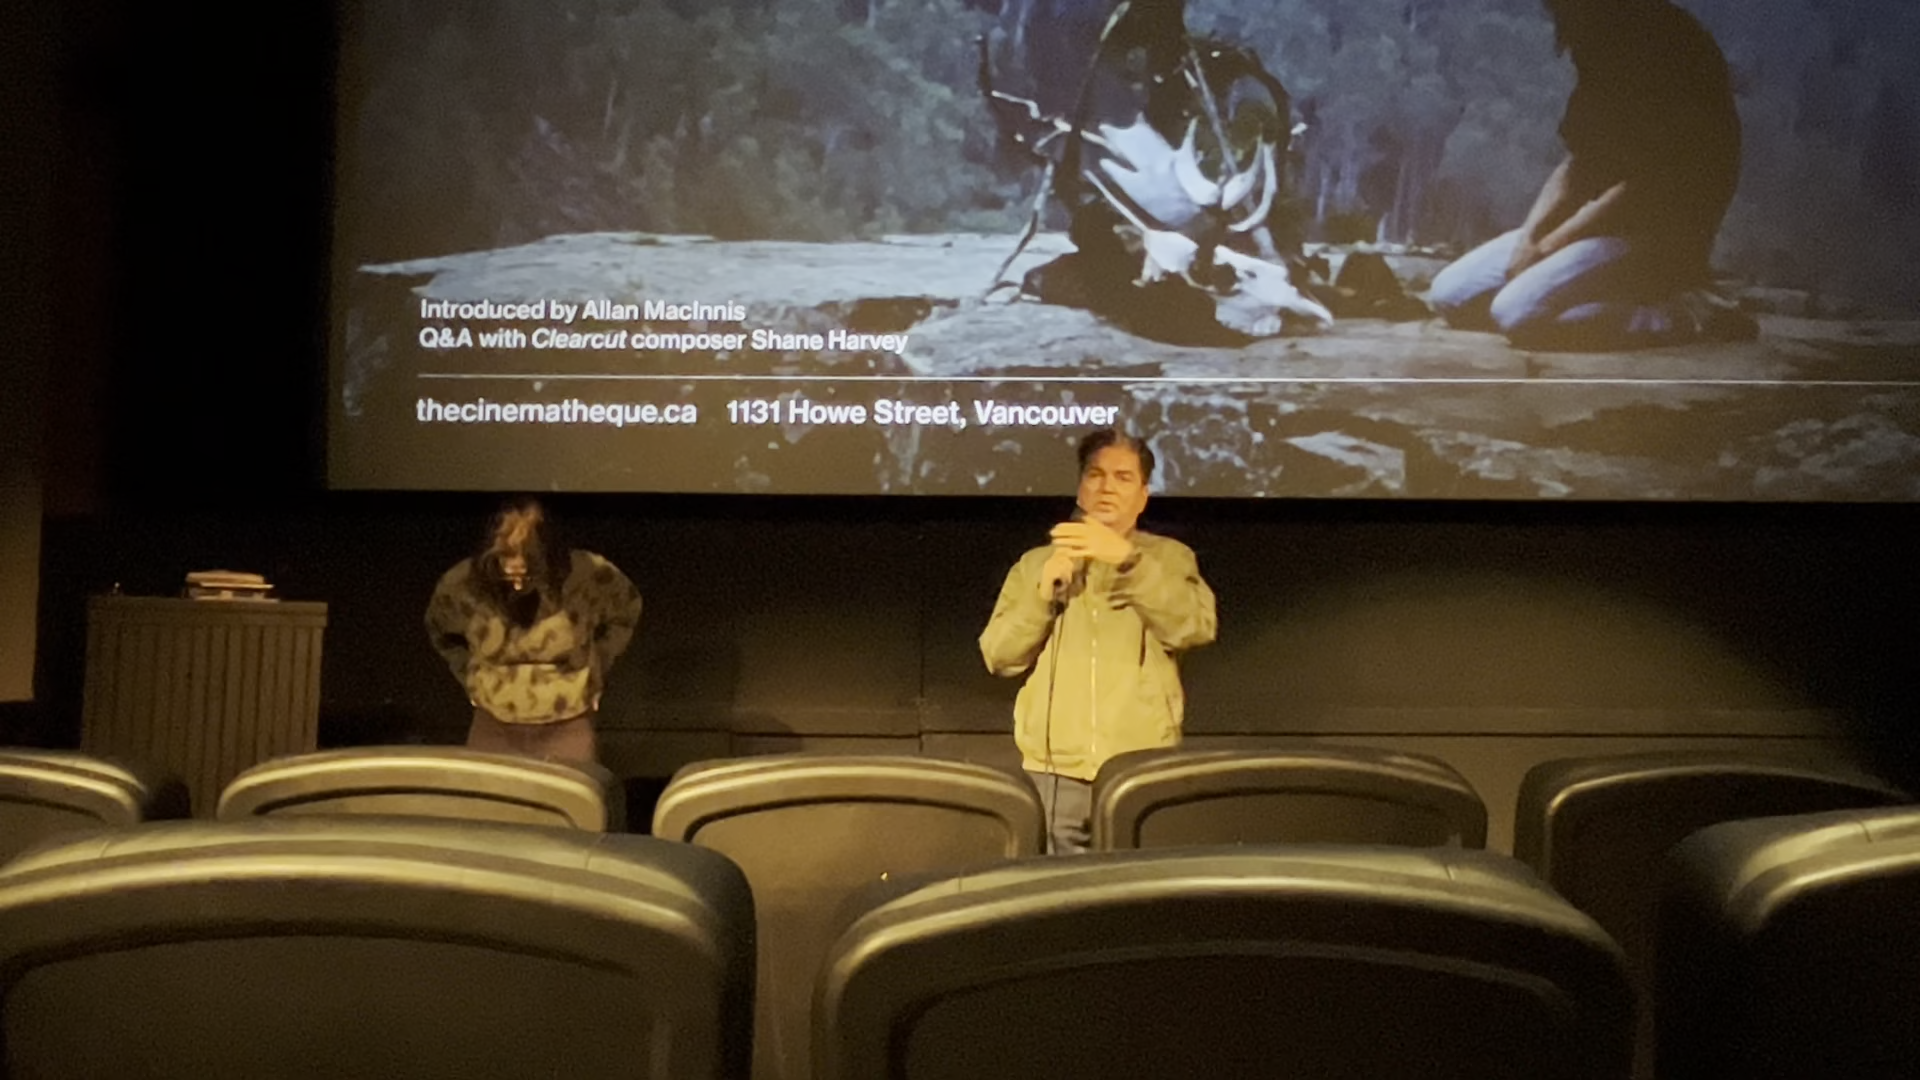 Introduced by Allan MacInnis
Q&A with Clearcut composer Shane Harvey
thecinematheque.ca 1131 Howe Street, Vancouver